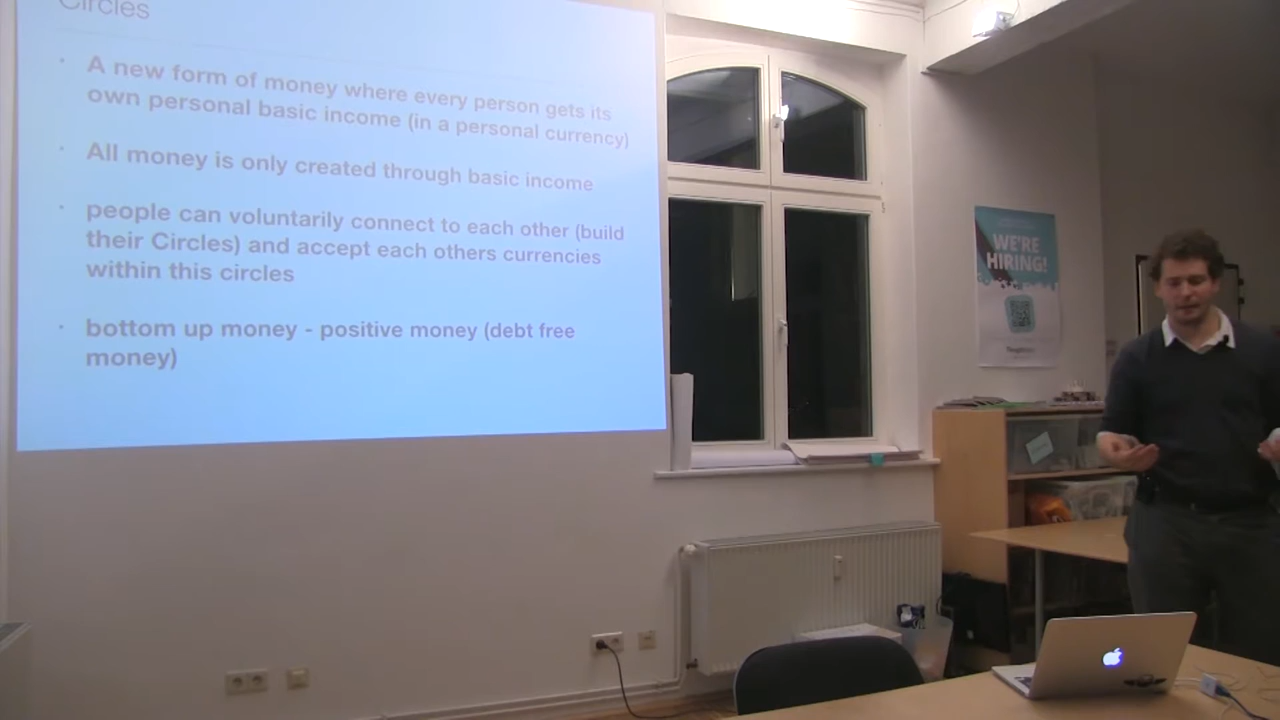 Circles
· A new form of money where every person gets its
own personal basic income (in a personal currency)
· All money is only created through basic income
· people can voluntarily connect to each other (build
their Circles) and accept each others currencies
within this circles
· bottom up money - positive money (debt free
money)
WE'RE
HIRING!